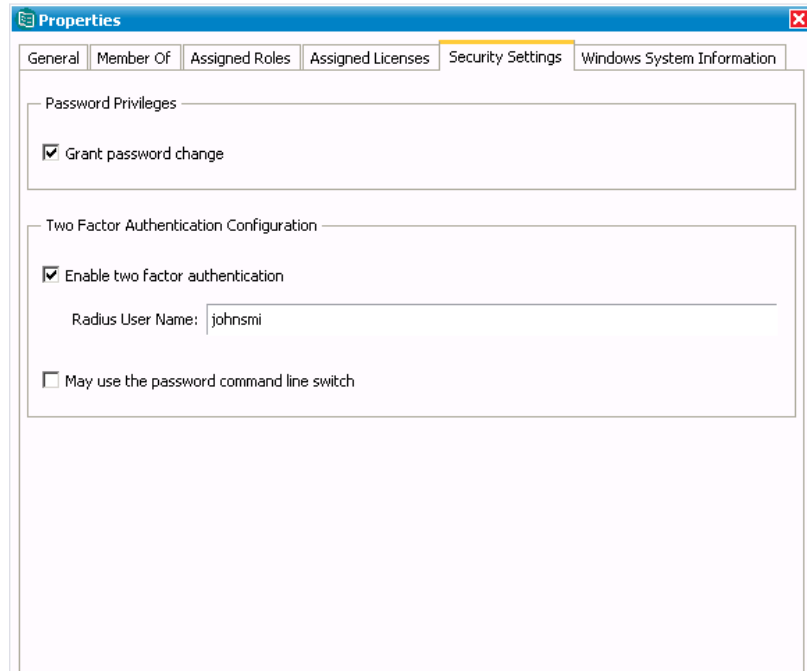 Properties
General Member Of Assigned Roles Assigned Licenses Security Settings Windows System Information
Password Privileges
Grant password change
Two Factor Authentication Configuration
Enable two factor authentication
Radius User Name: johnsmi
May use the password command line switch